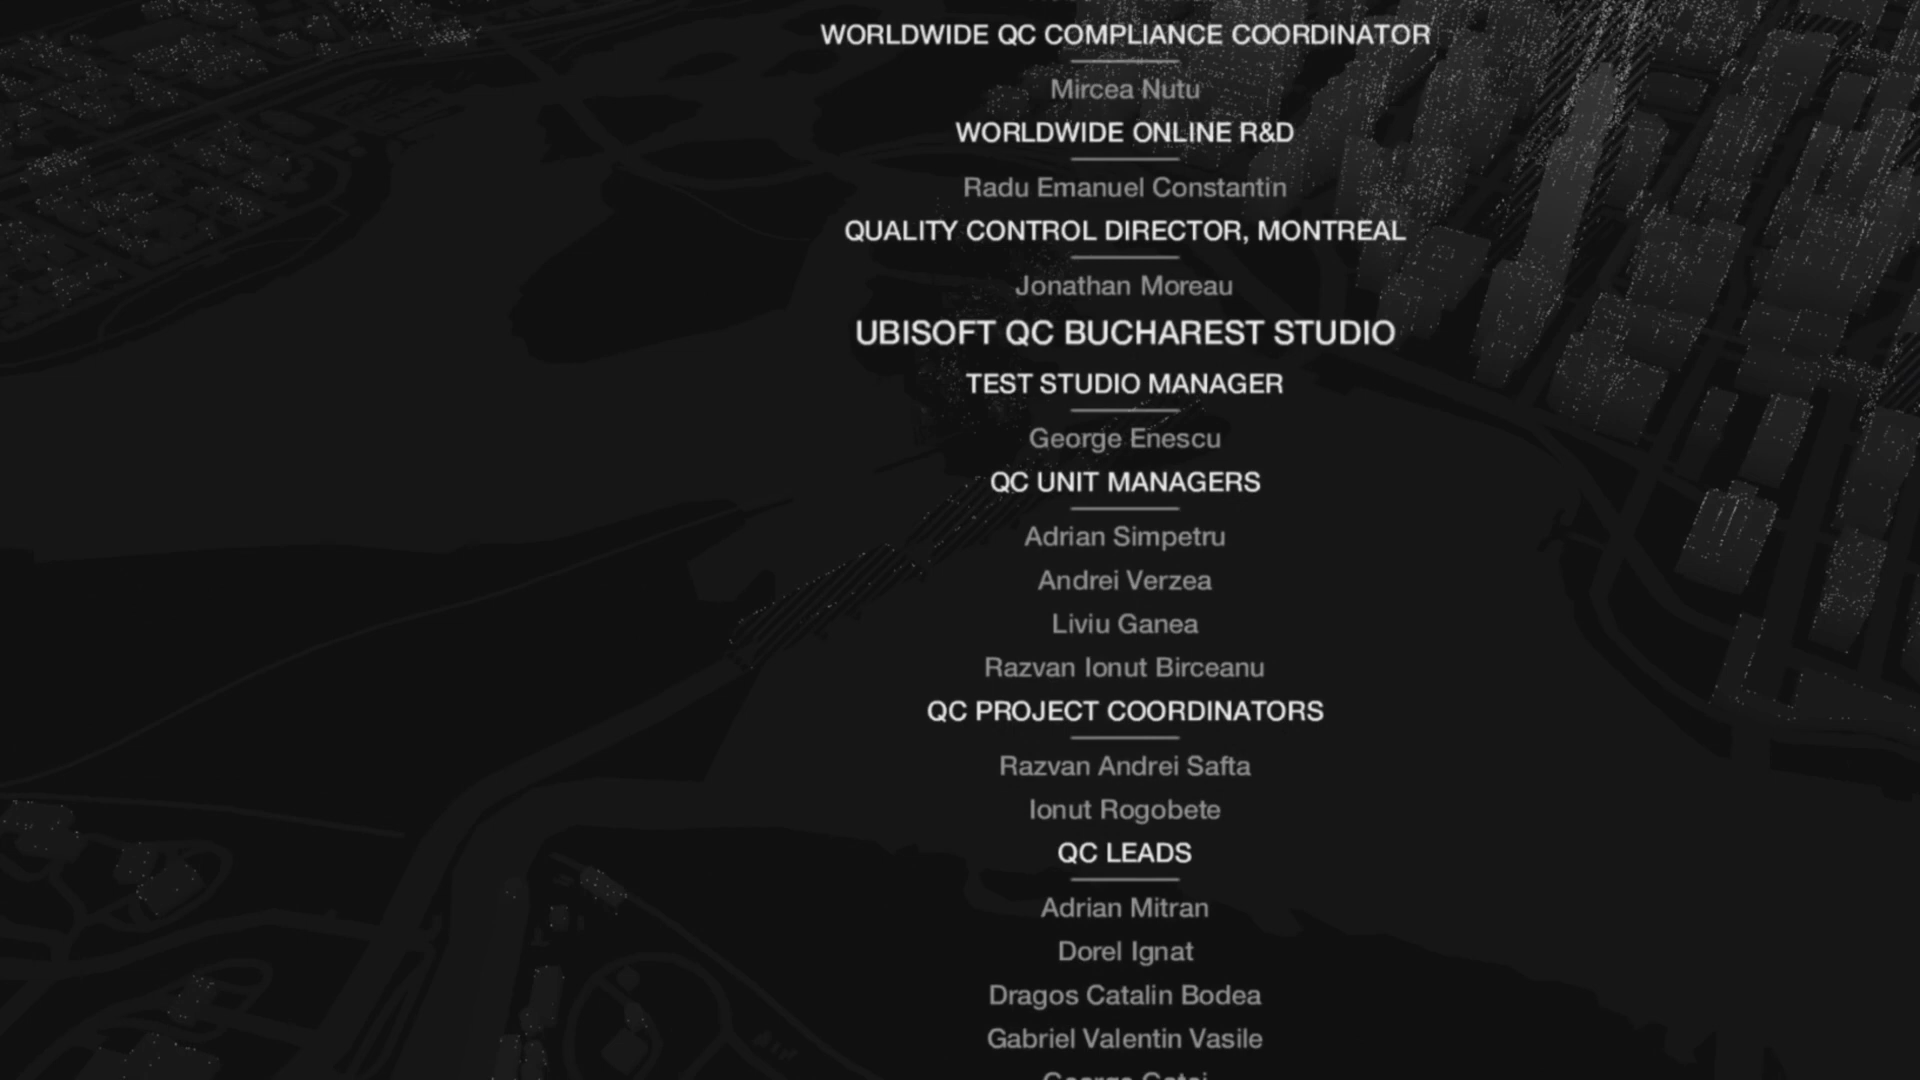 WORLDWIDE QC COMPLIANCE COORDINATOR
Mircea Nutu
WORLDWIDE ONLINE R&D
Radu Emanuel Constantin
QUALITY CONTROL DIRECTOR, MONTREAL
Jonathan Moreau
UBISOFT QC BUCHAREST STUDIO
TEST STUDIO MANAGER
George Enescu
QC UNIT MANAGERS
Adrian Simpetru
Andrei Verzea
Liviu Ganea
Razvan Ionut Birceanu
QC PROJECT COORDINATORS
Razvan Andrei Safta
Ionut Rogobete
QC LEADS
Adrian Mitran
Dorel Ignat
Dragos Catalin Bodea
Gabriel Valentin Vasile